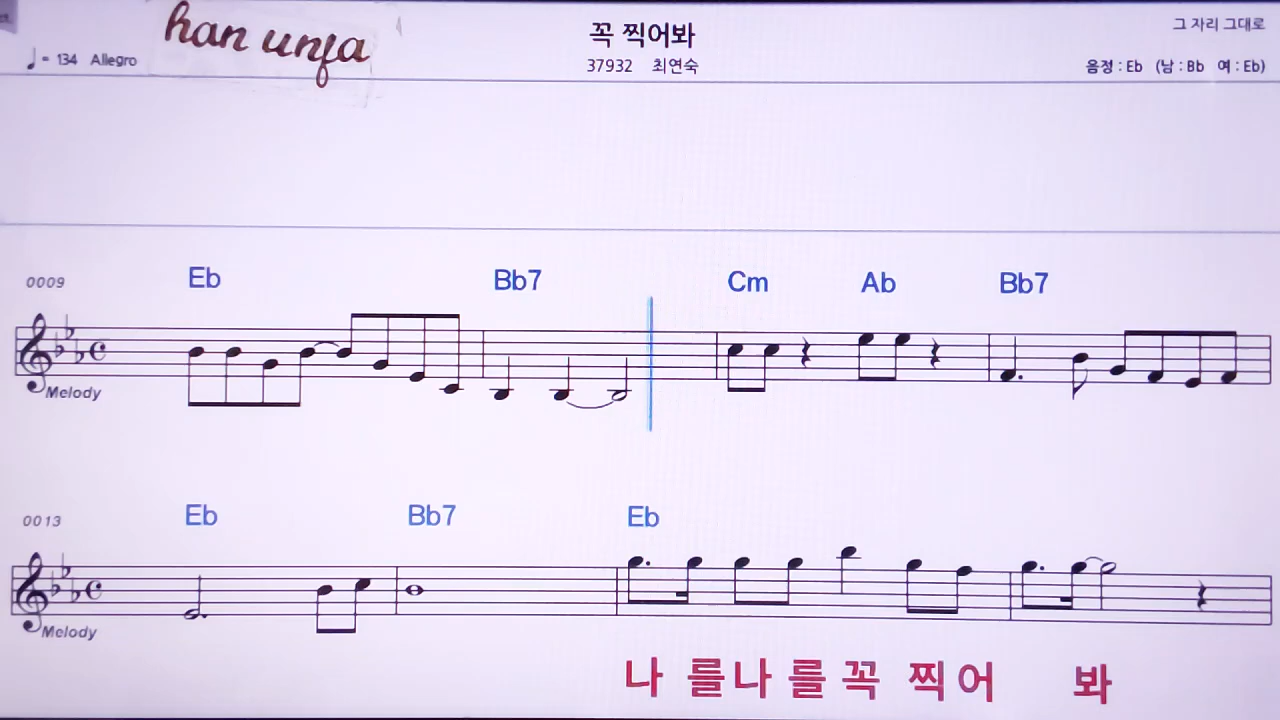 han unja
꼭 찍어봐
그 자리 그대로
♩= 134 Allegro
37932 최연숙
음정 : Eb (남 : Bb 여 : Eb)
0009 Eb Bb7 Cm Ab Bb7
Melody
0013 Eb Bb7 Eb
Melody
나 를 나 를 꼭 찍 어 봐